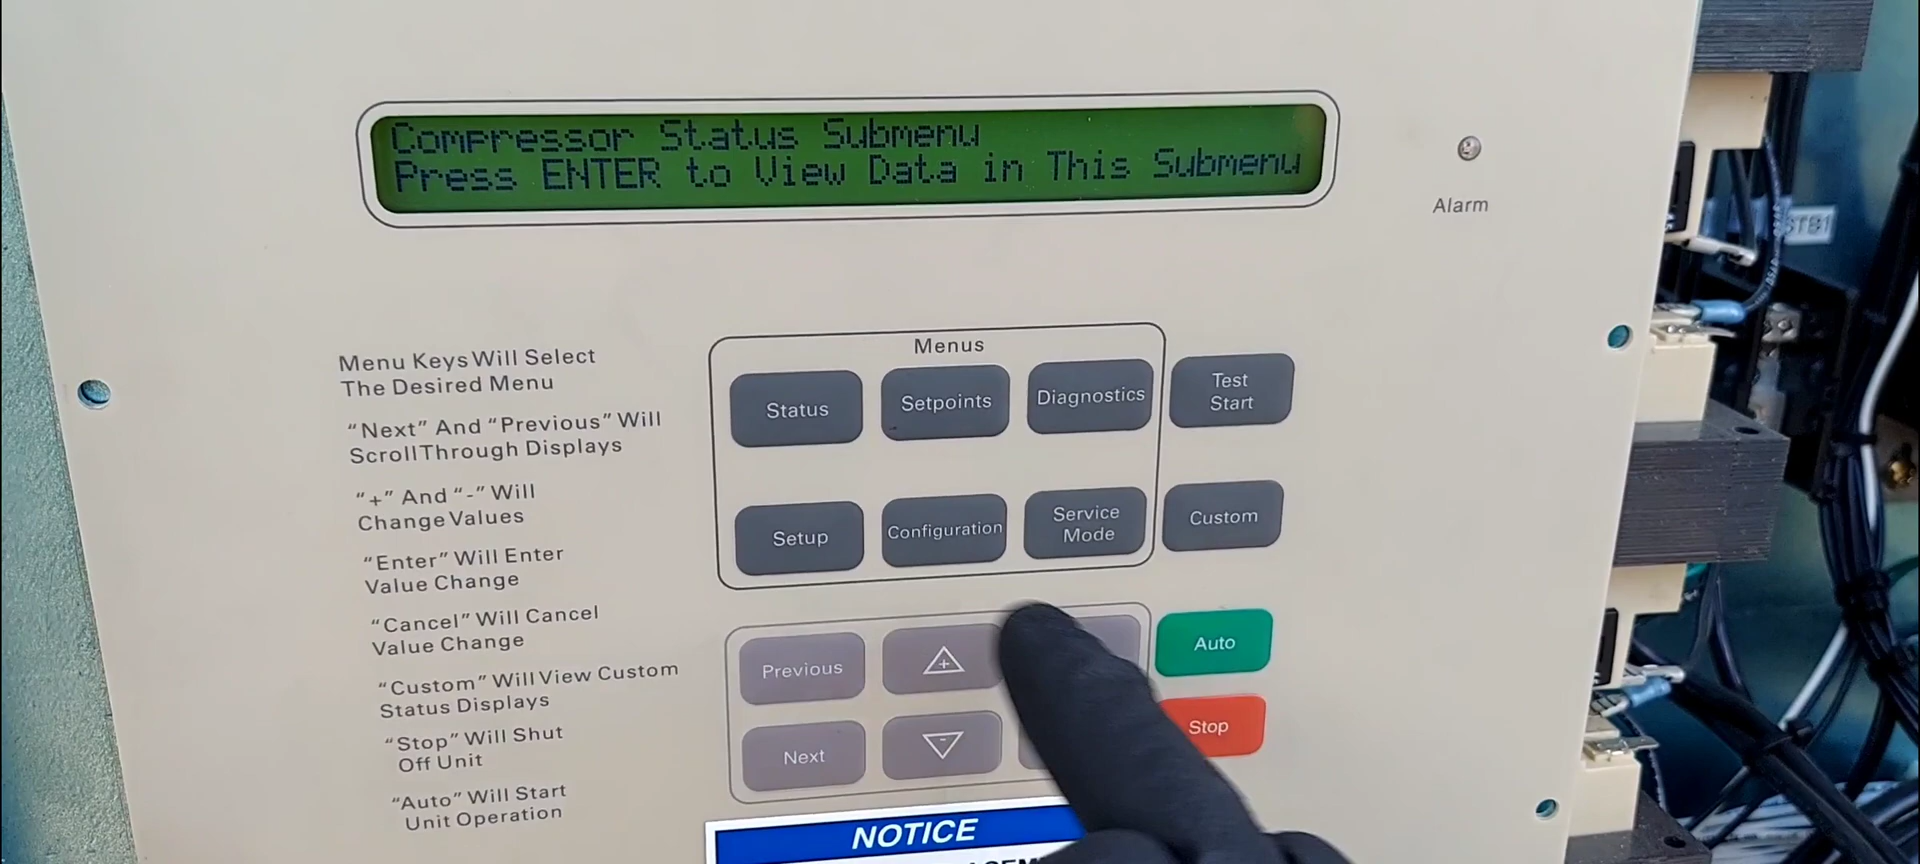 Compressor Status Submenu
Press ENTER to View Data in This Submenu
Alarm
STB1
Menu Keys Will Select
The Desired Menu
“Next” And “Previous” Will
Scroll Through Displays
“+” And “-” Will
Change Values
“Enter” Will Enter
Value Change
“Cancel” Will Cancel
Value Change
“Custom” Will View Custom
Status Displays
“Stop” Will Shut
Off Unit
“Auto” Will Start
Unit Operation
Menus
Status
Setpoints
Diagnostics
Test
Start
Setup
Configuration
Service
Mode
Custom
Previous
+
Auto
Next
-
Stop
NOTICE